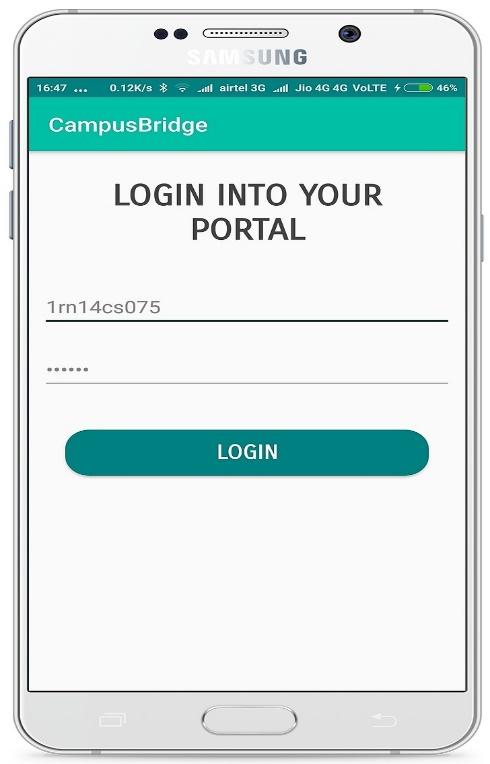 SAMSUNG
16:47 ... 0.12K/s airtel 3G Jio 4G 4G VoLTE 46%
CampusBridge
LOGIN INTO YOUR
PORTAL
1rn14cs075
••••••
LOGIN